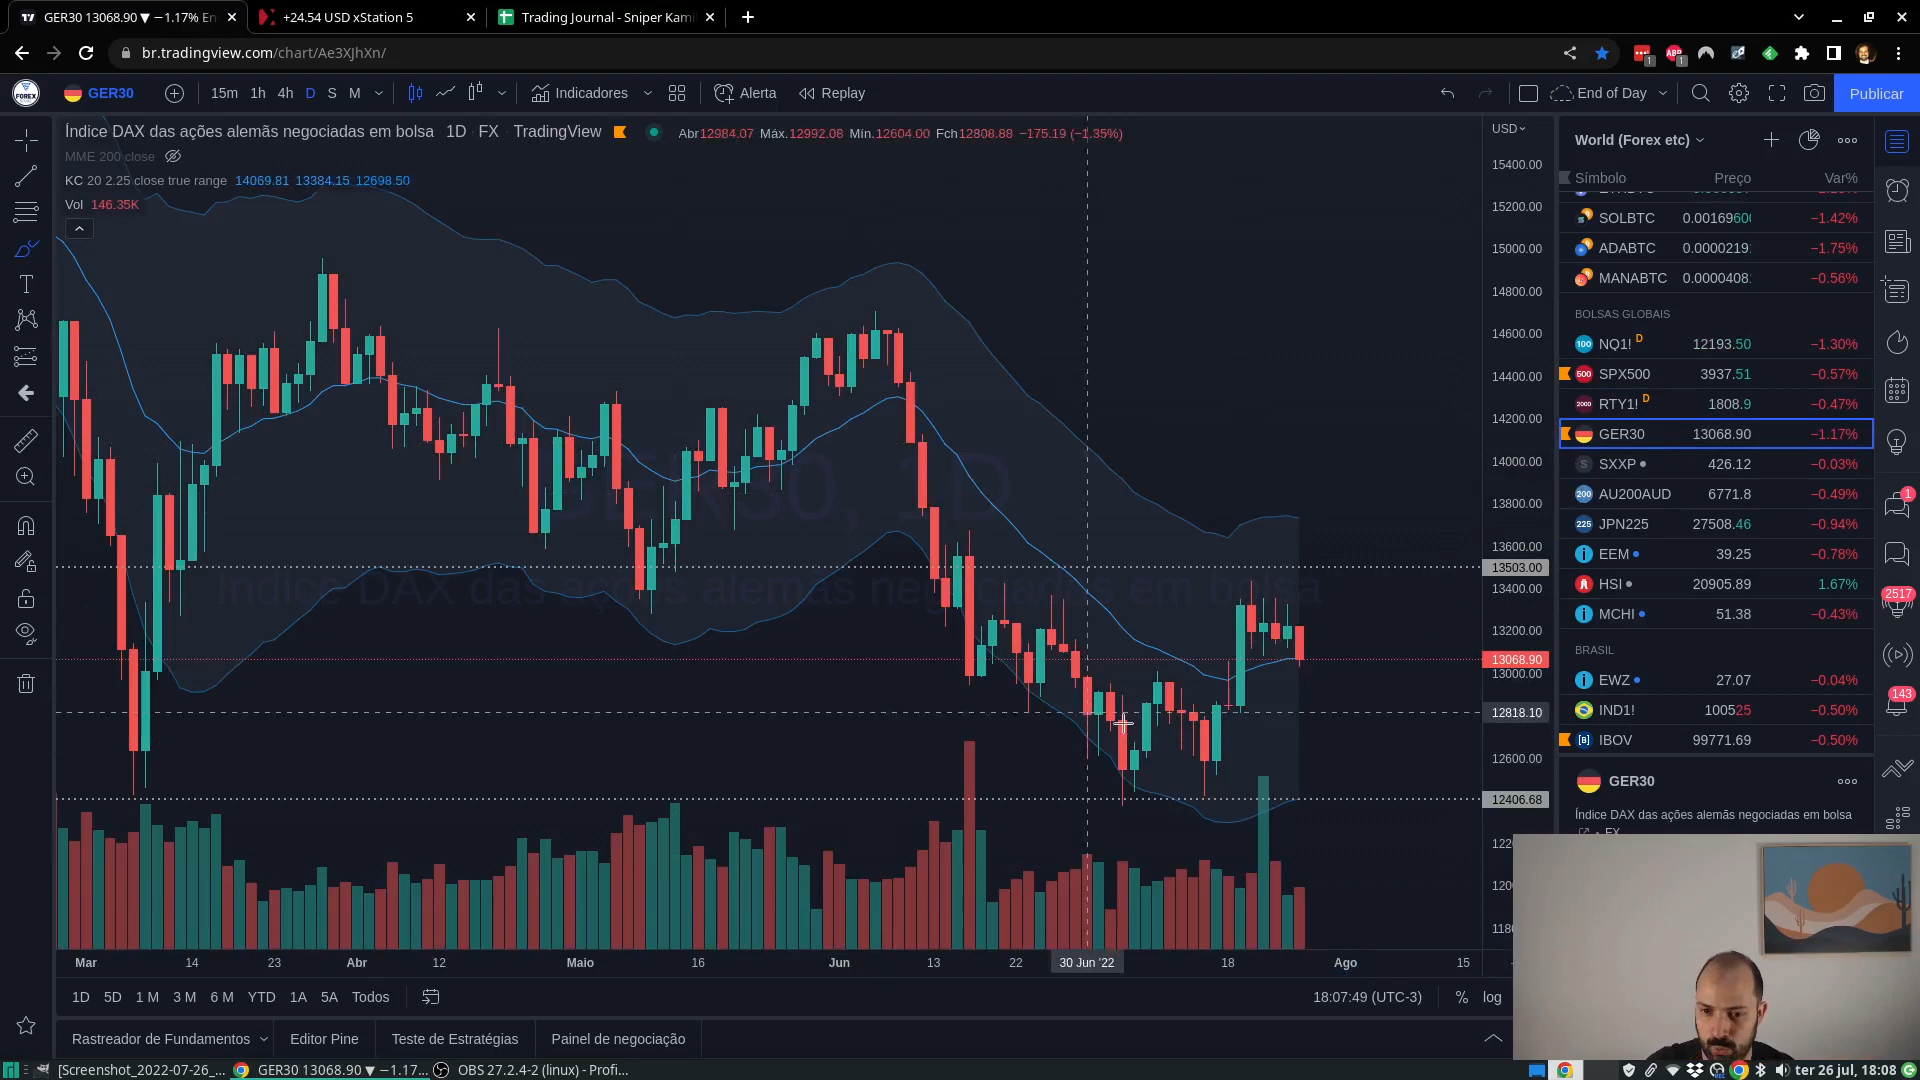 GER30 13068.90 ▼ −1.17% En
+24.54 USD xStation 5
Trading Journal - Sniper Kami
br.tradingview.com/chart/Ae3XJhXn/
FOREX
GER30
15m 1h 4h D S M
Indicadores
Alerta
Replay
End of Day
Publicar
Índice DAX das ações alemãs negociadas em bolsa 1D FX TradingView
Abr12984.07 Máx.12992.08 Mín.12604.00 Fch12808.88 −175.19 (−1.35%)
MME 200 close
KC 20 2.25 close true range 14069.81 13384.15 12698.50
Vol 146.35K
GER30, 1D
Índice DAX das ações alemãs negociadas em bolsa
USD
15400.00
15200.00
15000.00
14800.00
14600.00
14400.00
14200.00
14000.00
13800.00
13600.00
13503.00
13400.00
13200.00
13068.90
13000.00
12818.10
12600.00
12406.68
Mar 14 23 Abr 12 Maio 16 Jun 13 22 30 Jun '22 18 Ago 15
1D 5D 1 M 3 M 6 M YTD 1A 5A Todos
18:07:49 (UTC-3) % log
Rastreador de Fundamentos Editor Pine Teste de Estratégias Painel de negociação
World (Forex etc)
Símbolo Preço Var%
SOLBTC 0.00169600 −1.42%
ADABTC 0.0000219 −1.75%
MANABTC 0.0000408 −0.56%
BOLSAS GLOBAIS
NQ1! D 12193.50 −1.30%
SPX500 3937.51 −0.57%
RTY1! D 1808.9 −0.47%
GER30 13068.90 −1.17%
SXXP 426.12 −0.03%
AU200AUD 6771.8 −0.49%
JPN225 27508.46 −0.94%
EEM 39.25 −0.78%
HSI 20905.89 1.67%
MCHI 51.38 −0.43%
BRASIL
EWZ 27.07 −0.04%
IND1! 100525 −0.50%
IBOV 99771.69 −0.50%
GER30
Índice DAX das ações alemãs negociadas em bolsa
FX
1
2517
143
[Screenshot_2022-07-26_... GER30 13068.90 ▼ −1.17... OBS 27.2.4-2 (linux) - Profi...
ter 26 jul, 18:08